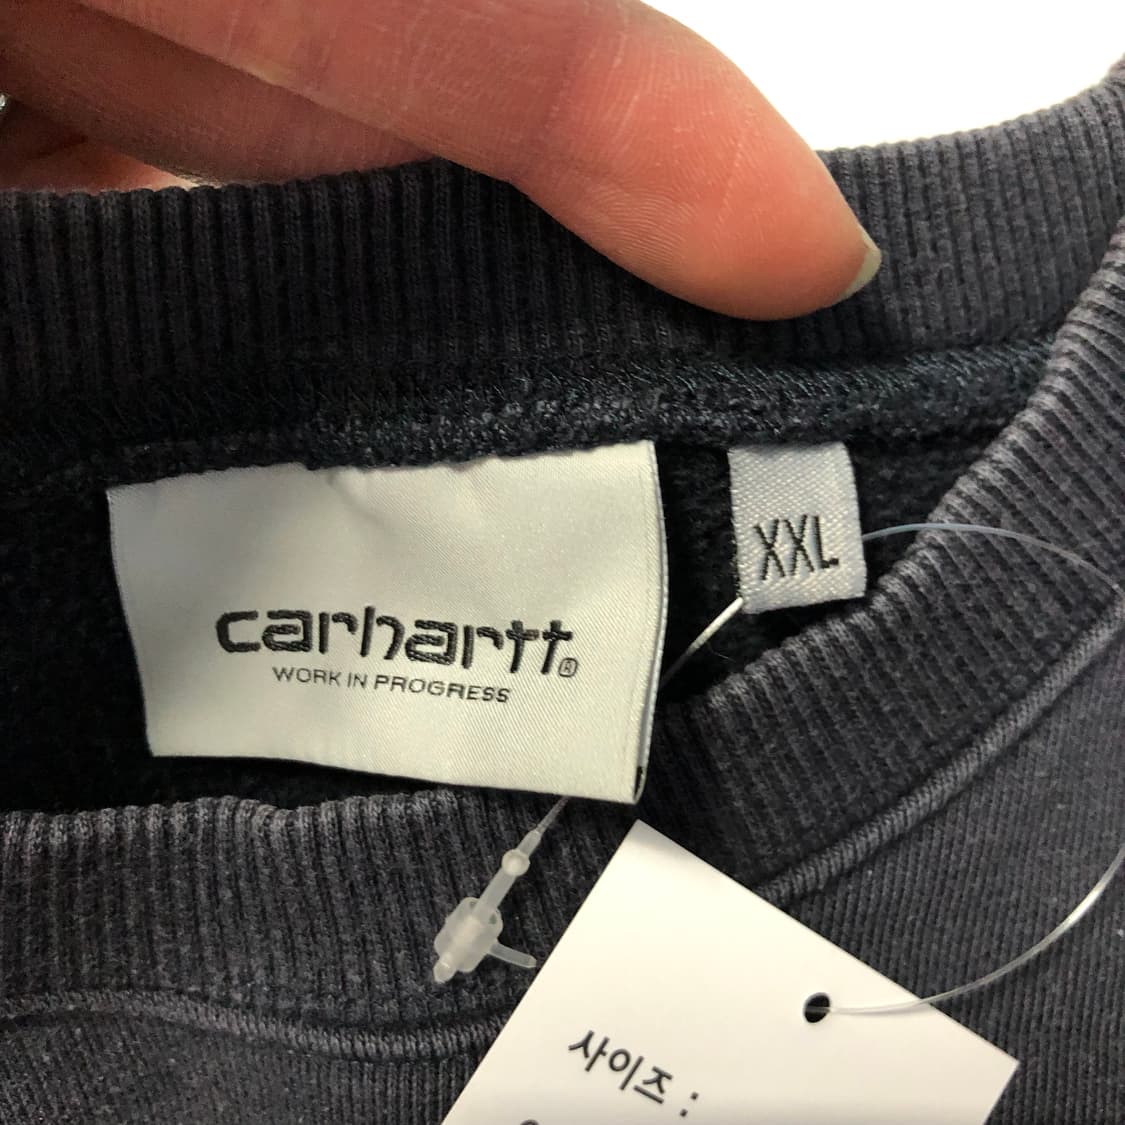 carhartt®
WORK IN PROGRESS
XXL
사이즈 :